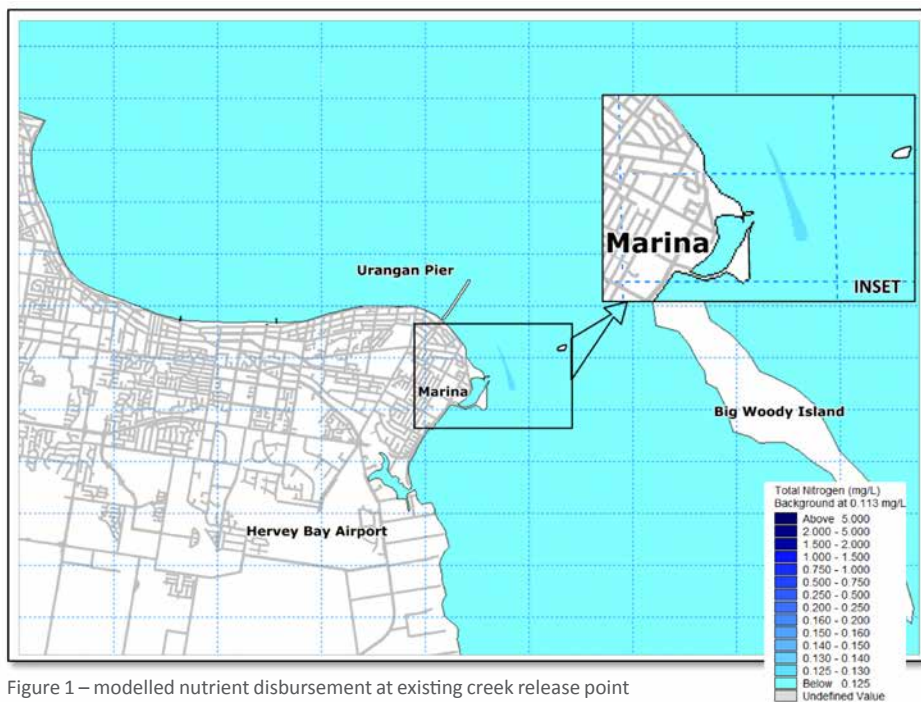 Marina
INSET
Urangan Pier
Marina
Big Woody Island
Hervey Bay Airport
Total Nitrogen (mg/L)
Background at 0.113 mg/L
Above 5.000
2.000 - 5.000
1.500 - 2.000
1.000 - 1.500
0.750 - 1.000
0.500 - 0.750
0.250 - 0.500
0.200 - 0.250
0.160 - 0.200
0.150 - 0.160
0.140 - 0.150
0.130 - 0.140
0.125 - 0.130
Below 0.125
Undefined Value
Figure 1 – modelled nutrient disbursement at existing creek release point